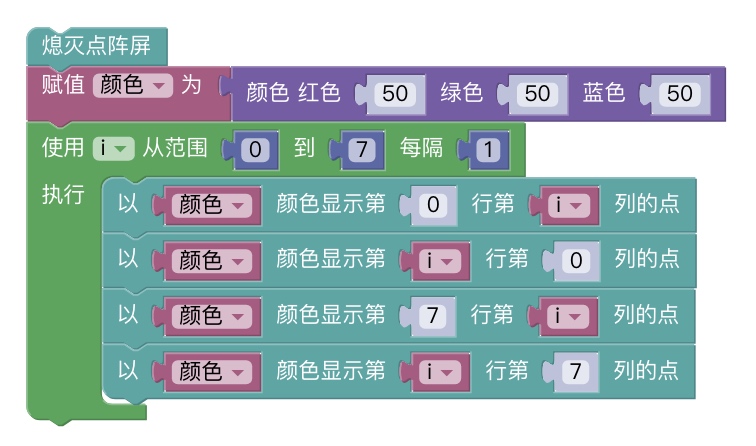 熄灭点阵屏
赋值 颜色 为 颜色 红色 50 绿色 50 蓝色 50
使用 i 从范围 0 到 7 每隔 1
执行 以 颜色 颜色显示第 0 行第 i 列的点
以 颜色 颜色显示第 i 行第 0 列的点
以 颜色 颜色显示第 7 行第 i 列的点
以 颜色 颜色显示第 i 行第 7 列的点